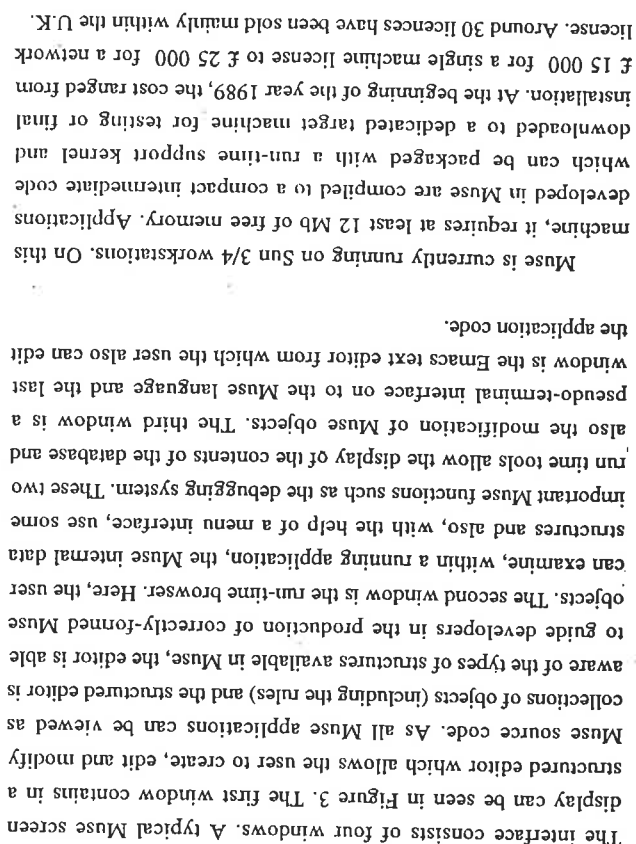 The interface consists of four windows. A typical Muse screen
display can be seen in Figure 3. The first window contains in a
structured editor which allows the user to create, edit and modify
Muse source code. As all Muse applications can be viewed as
collections of objects (including the rules) and the structured editor is
aware of the types of structures available in Muse, the editor is able
to guide developers in the production of correctly-formed Muse
objects. The second window is the run-time browser. Here, the user
can examine, within a running application, the Muse internal data
structures and also, with the help of a menu interface, use some
important Muse functions such as the debugging system. These two
run time tools allow the display of the contents of the database and
also the modification of Muse objects. The third window is a
pseudo-terminal interface on to the Muse language and the last
window is the Emacs text editor from which the user also can edit
the application code.
Muse is currently running on Sun 3/4 workstations. On this
machine, it requires at least 12 Mb of free memory. Applications
developed in Muse are compiled to a compact intermediate code
which can be packaged with a run-time support kernel and
downloaded to a dedicated target machine for testing or final
installation. At the beginning of the year 1989, the cost ranged from
£ 15 000 for a single machine license to £ 25 000 for a network
license. Around 30 licences have been sold mainly within the U.K.